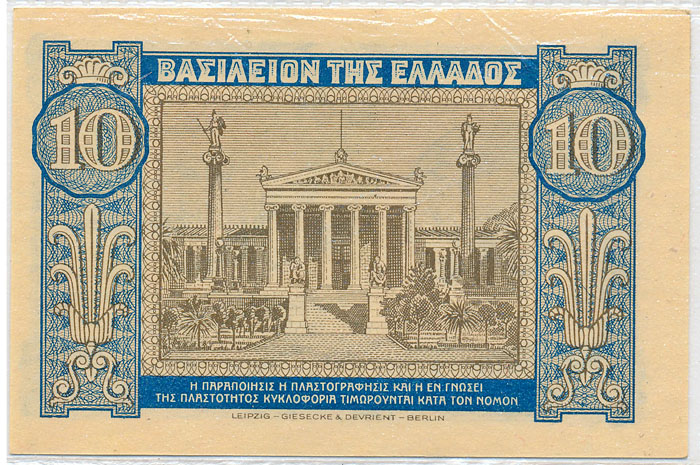 ΒΑΣΙΛΕΙΟΝ ΤΗΣ ΕΛΛΑΔΟΣ
10 10
Η ΠΑΡΑΠΟΙΗΣΙΣ Η ΠΛΑΣΤΟΓΡΑΦΗΣΙΣ ΚΑΙ Η ΕΝ ΓΝΩΣΕΙ
ΤΗΣ ΠΛΑΣΤΟΤΗΤΟΣ ΚΥΚΛΟΦΟΡΙΑ ΤΙΜΩΡΟΥΝΤΑΙ ΚΑΤΑ ΤΟΝ ΝΟΜΟΝ
LEIPZIG – GIESECKE & DEVRIENT – BERLIN